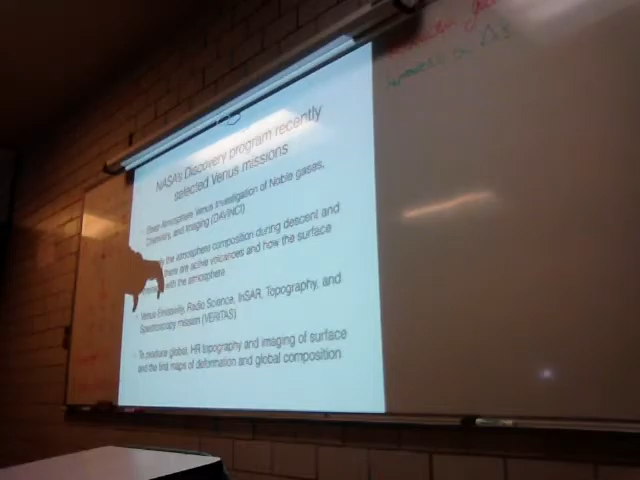 NASA's Discovery program recently
selected Venus missions
Deep Atmosphere Venus Investigation of Noble gases,
Chemistry, and Imaging (DAVINCI)
the atmosphere composition during descent and
there are active volcanoes and how the surface
with the atmosphere
Venus Emissivity, Radio Science, InSAR, Topography, and
Spectroscopy mission (VERITAS)
To produce global, HR topography and imaging of surface
and the first maps of deformation and global composition